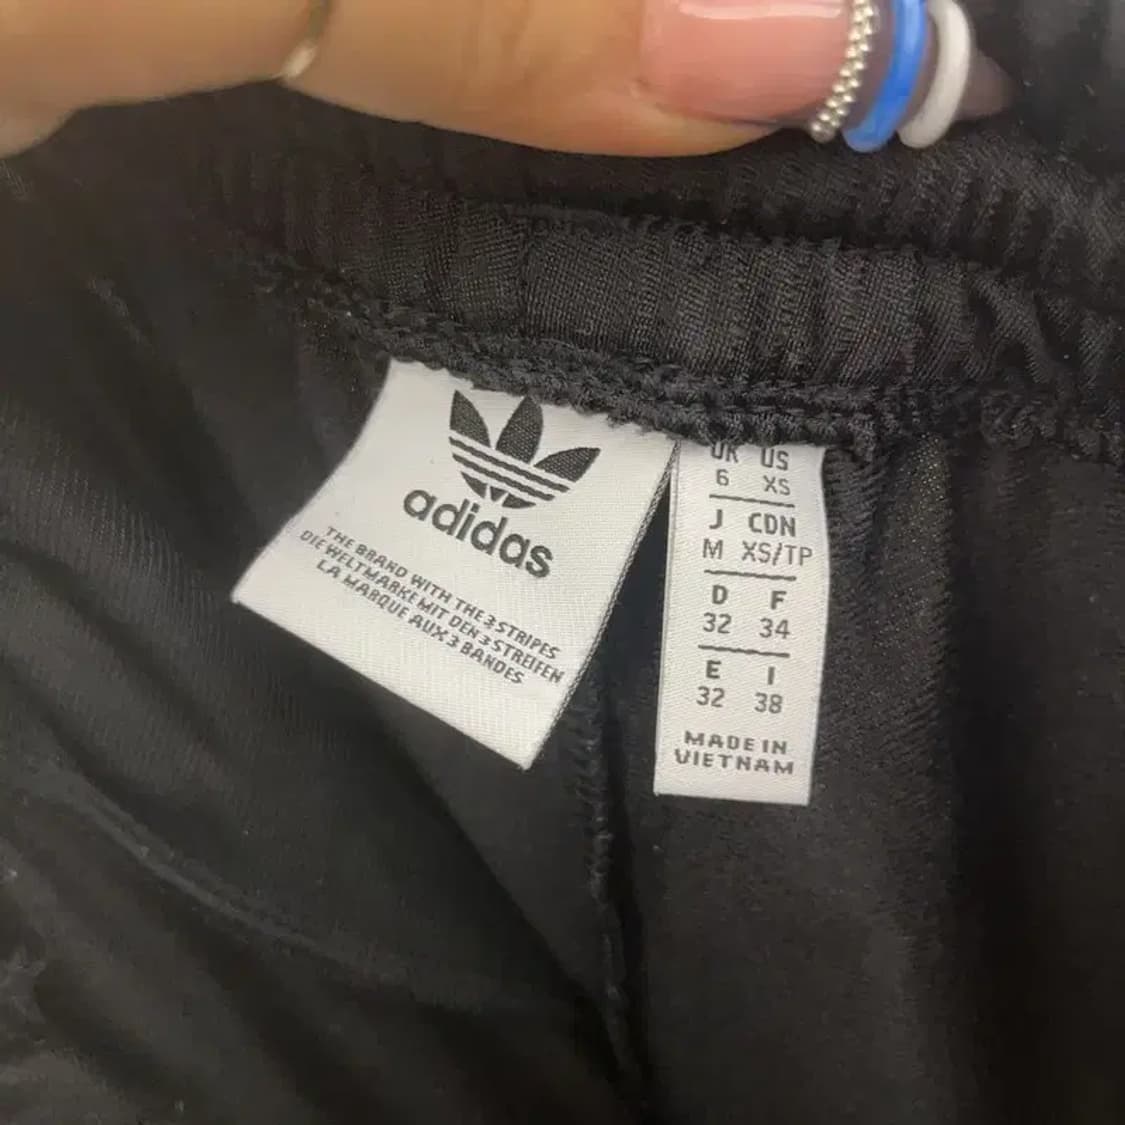 adidas
THE BRAND WITH THE 3 STRIPES
DIE WELTMARKE MIT DEN 3 STREIFEN
LA MARQUE AUX 3 BANDES
UK US
6 XS
J CDN
M XS/TP
D F
32 34
E I
32 38
MADE IN
VIETNAM